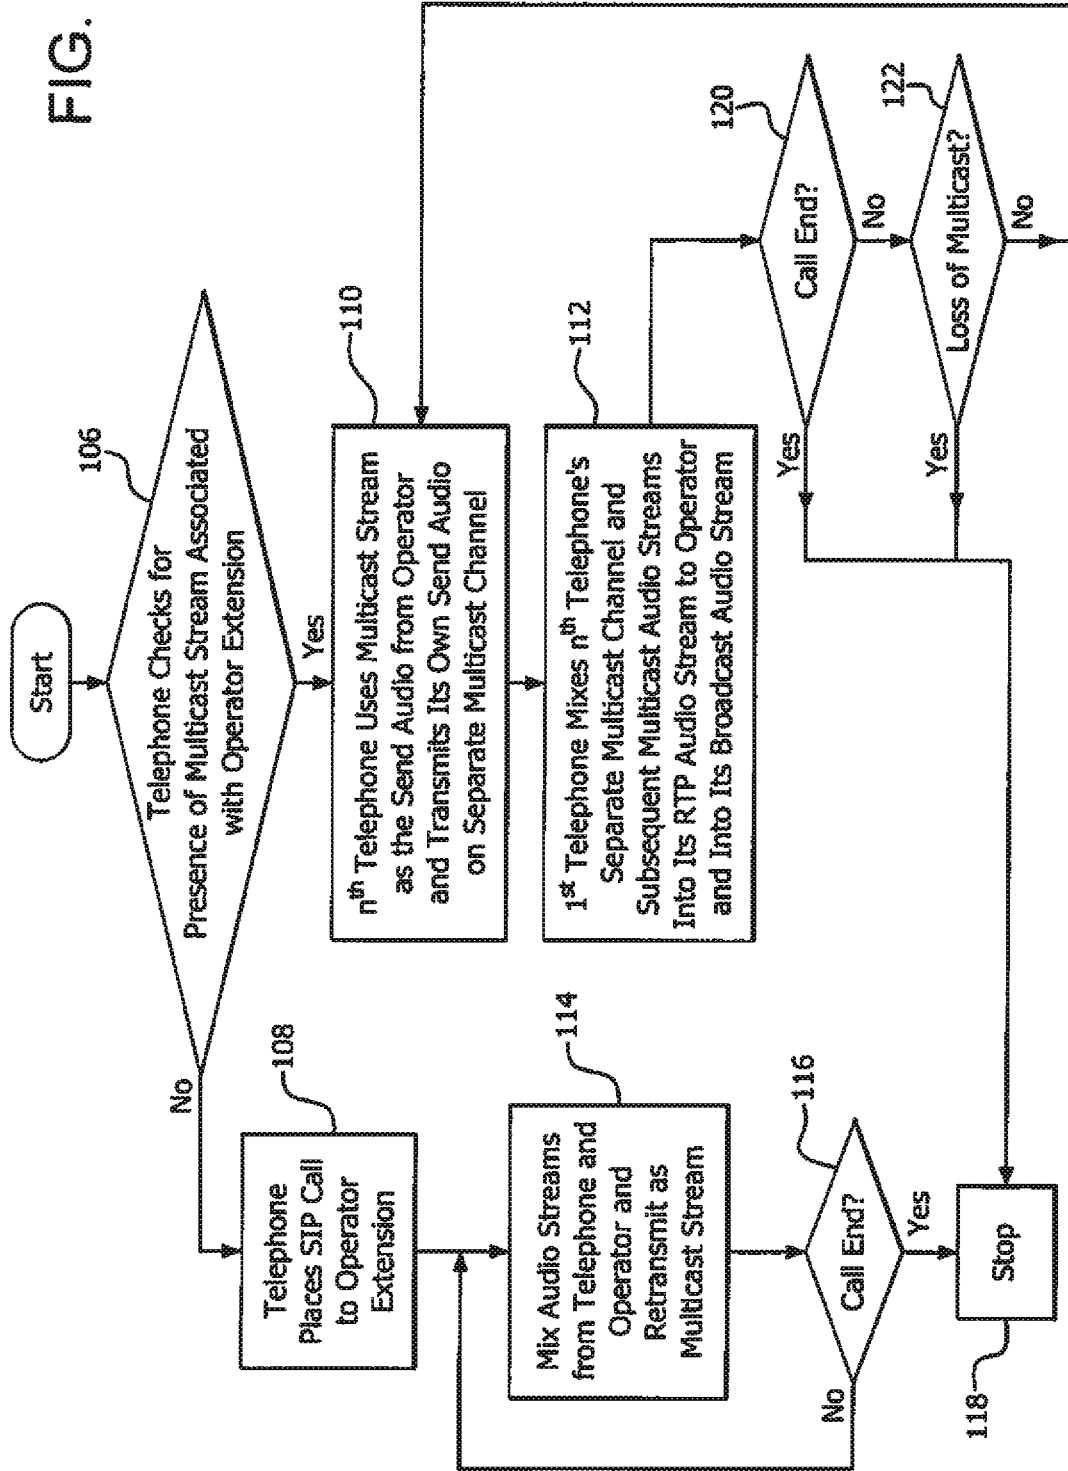 FIG.
Start
Telephone Checks for
Presence of Multicast Stream Associated
with Operator Extension
106
No
Yes
Telephone
Places SIP Call
to Operator
Extension
108
nth Telephone Uses Multicast Stream
as the Send Audio from Operator
and Transmits Its Own Send Audio
on Separate Multicast Channel
110
1st Telephone Mixes nth Telephone's
Separate Multicast Channel and
Subsequent Multicast Audio Streams
Into Its RTP Audio Stream to Operator
and Into Its Broadcast Audio Stream
112
Mix Audio Streams
from Telephone and
Operator and
Retransmit as
Multicast Stream
114
Call End?
116
No
Yes
Stop
118
Call End?
120
Yes
No
Loss of Multicast?
122
Yes
No